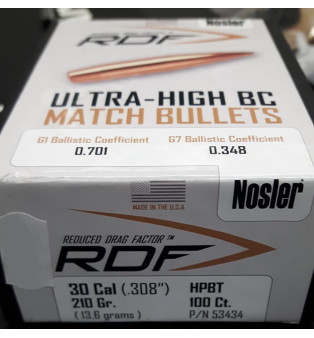 RDF
ULTRA-HIGH BC
MATCH BULLETS
G1 Ballistic Coefficient
0.701
G7 Ballistic Coefficient
0.348
MADE IN THE U.S.A
Nosler®
REDUCED DRAG FACTOR™
RDF
30 Cal (.308")
210 Gr.
(13.6 grams)
HPBT
100 Ct.
P/N 53434